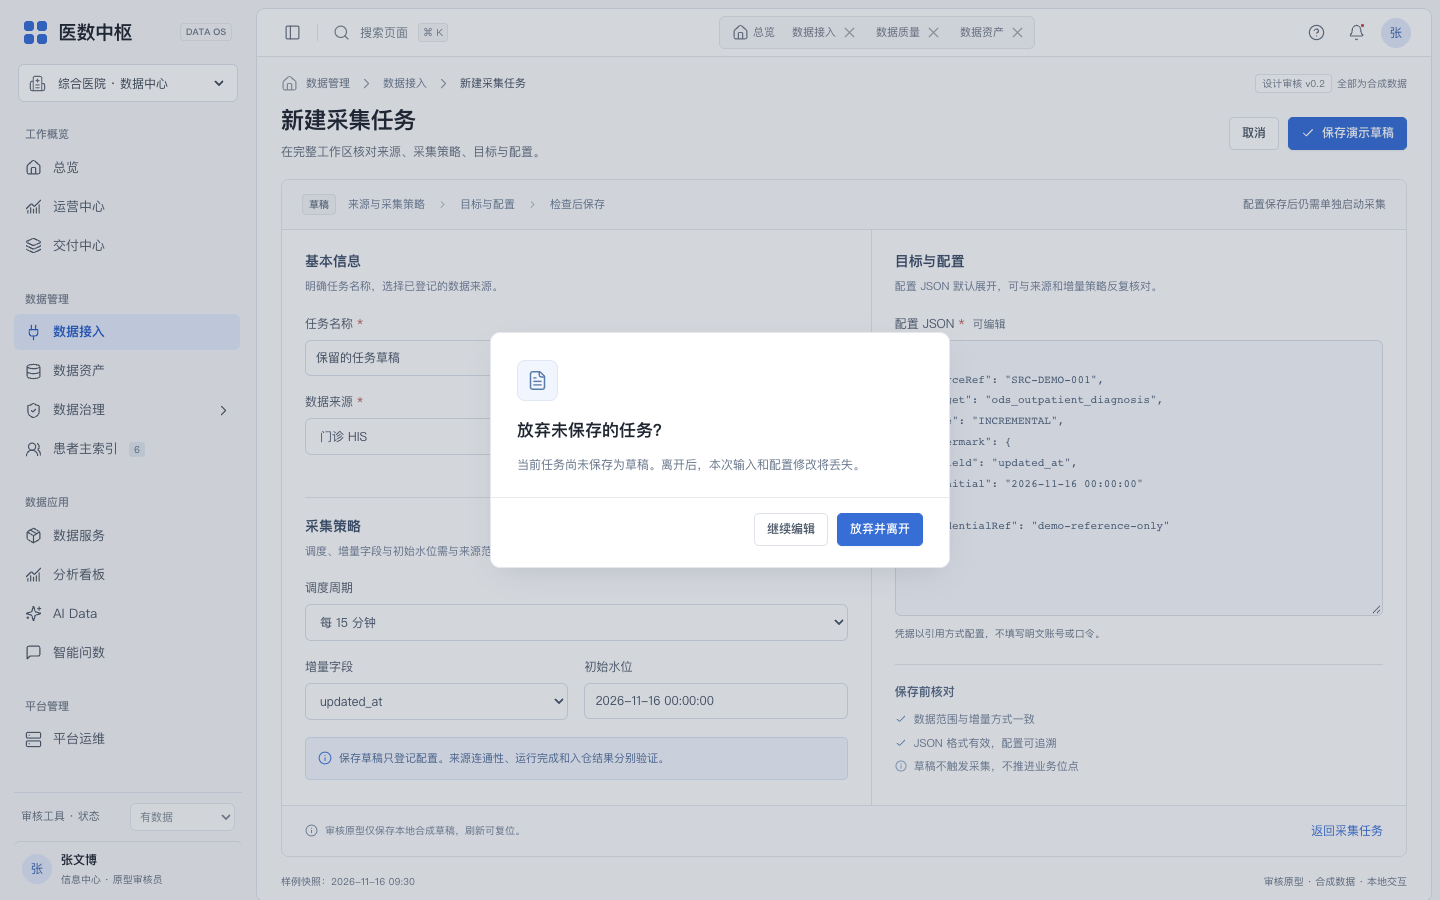 医数中枢
DATA OS
综合医院 · 数据中心
工作概览
总览
运营中心
交付中心
数据管理
数据接入
数据资产
数据治理
患者主索引 6
数据应用
数据服务
分析看板
AI Data
智能问数
平台管理
平台运维
审核工具 · 状态 有数据
张 张文博
信息中心 · 原型审核员
搜索页面 ⌘ K
总览 数据接入 数据质量 数据资产
张
数据管理 数据接入 新建采集任务
设计审核 v0.2 全部为合成数据
新建采集任务
在完整工作区核对来源、采集策略、目标与配置。
取消 保存演示草稿
草稿 来源与采集策略 目标与配置 检查后保存
配置保存后仍需单独启动采集
基本信息
明确任务名称，选择已登记的数据来源。
任务名称 *
保留的任务草稿
数据来源 *
门诊 HIS
采集策略
调度、增量字段与初始水位需与来源范
调度周期
每 15 分钟
增量字段 初始水位
updated_at 2026-11-16 00:00:00
保存草稿只登记配置。来源连通性、运行完成和入仓结果分别验证。
目标与配置
配置 JSON 默认展开，可与来源和增量策略反复核对。
配置 JSON * 可编辑
rceRef": "SRC-DEMO-001",
get": "ods_outpatient_diagnosis",
e": "INCREMENTAL",
ermark": {
ield": "updated_at",
nitial": "2026-11-16 00:00:00"
dentialRef": "demo-reference-only"
凭据以引用方式配置，不填写明文账号或口令。
保存前核对
数据范围与增量方式一致
JSON 格式有效，配置可追溯
草稿不触发采集，不推进业务位点
放弃未保存的任务？
当前任务尚未保存为草稿。离开后，本次输入和配置修改将丢失。
继续编辑 放弃并离开
审核原型仅保存本地合成草稿，刷新可复位。
返回采集任务
样例快照：2026-11-16 09:30
审核原型 · 合成数据 · 本地交互